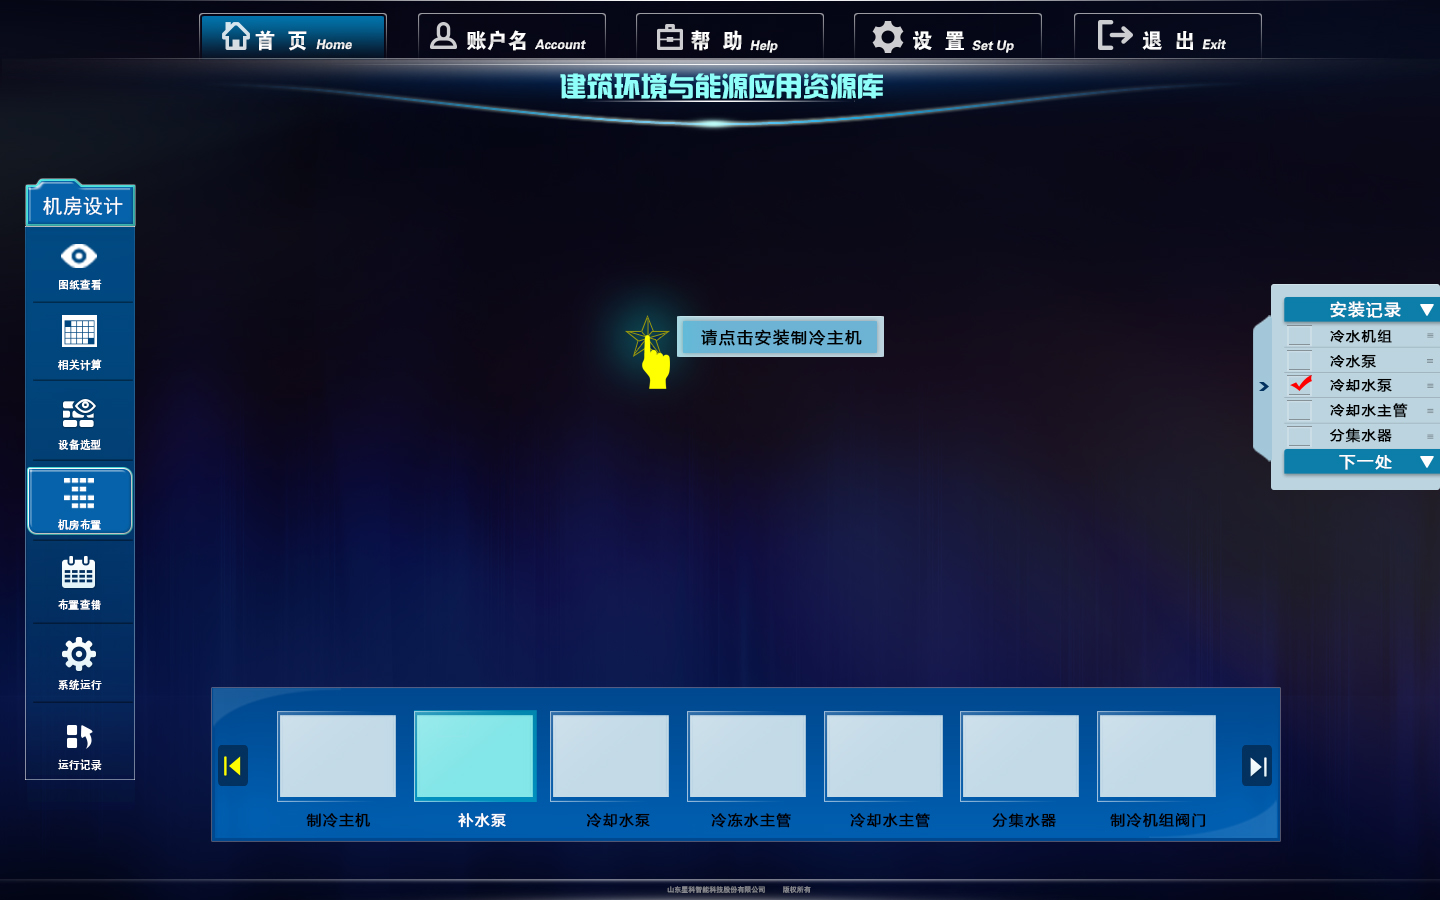 首 页 Home
账户名 Account
帮 助 Help
设 置 Set Up
退 出 Exit
建筑环境与能源应用资源库
机房设计
图纸查看
相关计算
设备选型
机房布置
布置查错
系统运行
运行记录
请点击安装制冷主机
安装记录
冷水机组
冷水泵
冷却水泵
冷却水主管
分集水器
下一处
制冷主机
补水泵
冷却水泵
冷冻水主管
冷却水主管
分集水器
制冷机组阀门
山东星科智能科技股份有限公司 版权所有